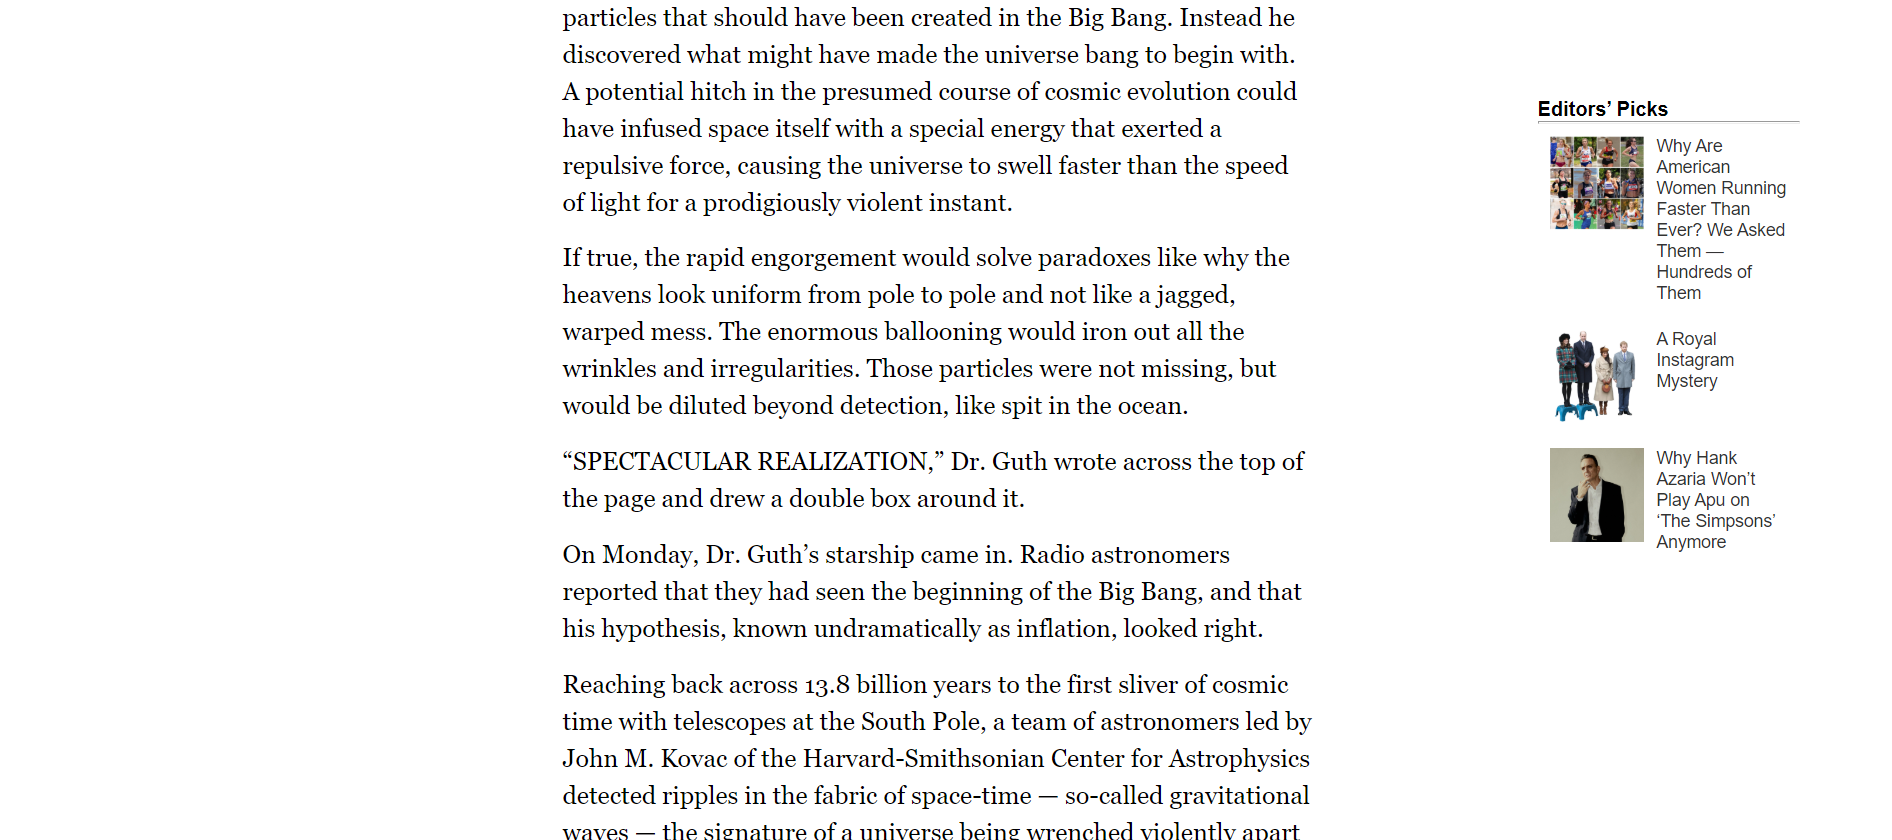 particles that should have been created in the Big Bang. Instead he
discovered what might have made the universe bang to begin with.
A potential hitch in the presumed course of cosmic evolution could
have infused space itself with a special energy that exerted a
repulsive force, causing the universe to swell faster than the speed
of light for a prodigiously violent instant.
If true, the rapid engorgement would solve paradoxes like why the
heavens look uniform from pole to pole and not like a jagged,
warped mess. The enormous ballooning would iron out all the
wrinkles and irregularities. Those particles were not missing, but
would be diluted beyond detection, like spit in the ocean.
“SPECTACULAR REALIZATION,” Dr. Guth wrote across the top of
the page and drew a double box around it.
On Monday, Dr. Guth’s starship came in. Radio astronomers
reported that they had seen the beginning of the Big Bang, and that
his hypothesis, known undramatically as inflation, looked right.
Reaching back across 13.8 billion years to the first sliver of cosmic
time with telescopes at the South Pole, a team of astronomers led by
John M. Kovac of the Harvard-Smithsonian Center for Astrophysics
detected ripples in the fabric of space-time — so-called gravitational
waves — the signature of a universe being wrenched violently apart
Editors’ Picks
Why Are
American
Women Running
Faster Than
Ever? We Asked
Them —
Hundreds of
Them
A Royal
Instagram
Mystery
Why Hank
Azaria Won’t
Play Apu on
‘The Simpsons’
Anymore